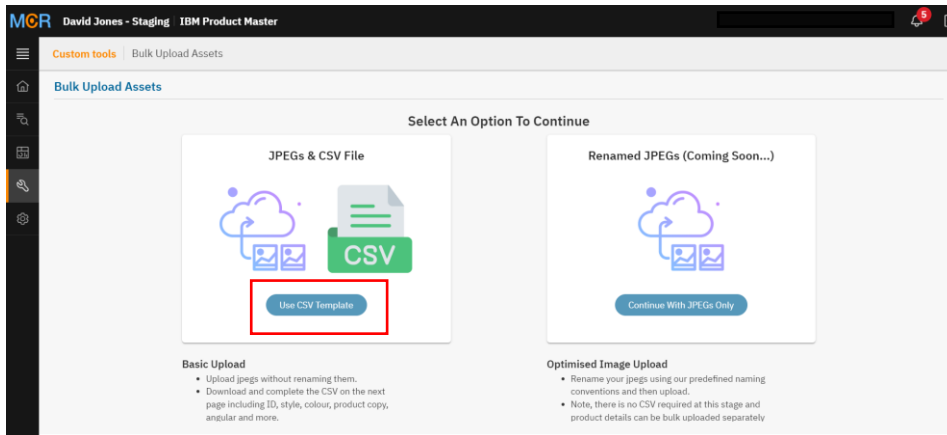 MCR David Jones - Staging | IBM Product Master
5
Custom tools | Bulk Upload Assets
Bulk Upload Assets
Select An Option To Continue
JPEGs & CSV File
CSV
Use CSV Template
Basic Upload
• Upload jpegs without renaming them.
• Download and complete the CSV on the next
page including ID, style, colour, product copy,
angular and more.
Renamed JPEGs (Coming Soon...)
Continue With JPEGs Only
Optimised Image Upload
• Rename your jpegs using our predefined naming
conventions and then upload.
• Note, there is no CSV required at this stage and
product details can be bulk uploaded separately